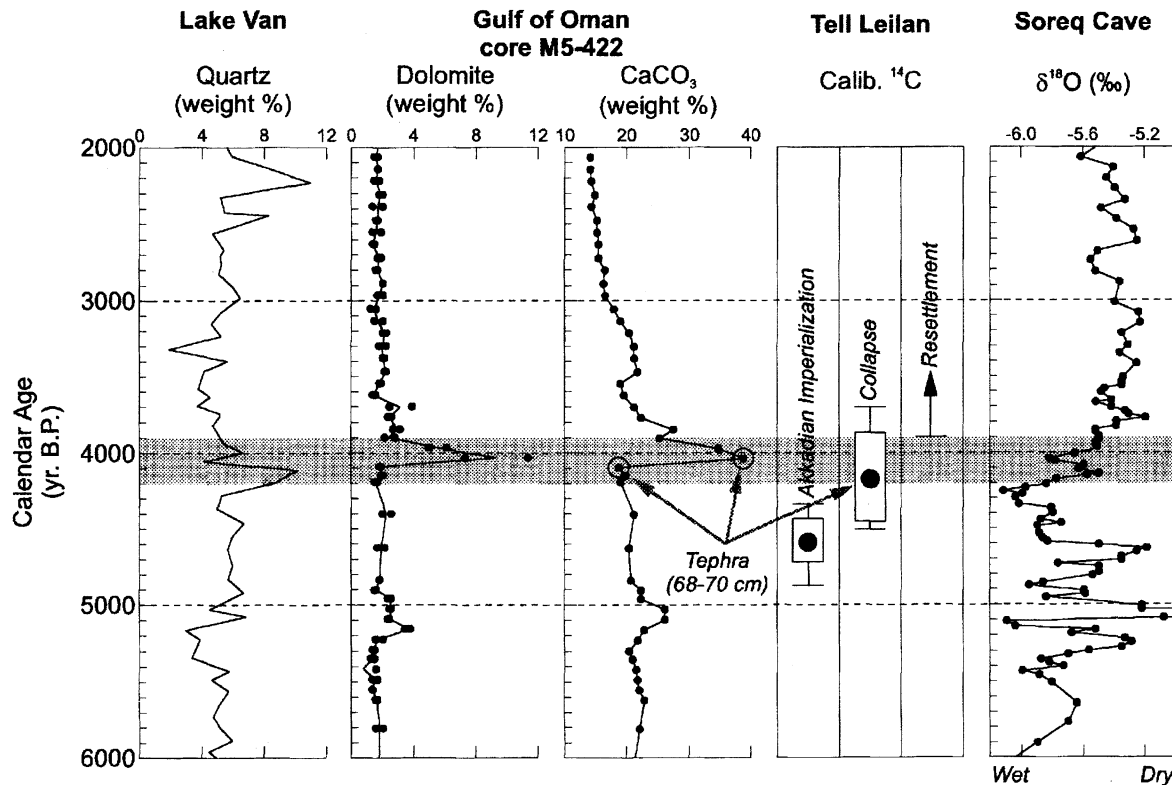 Lake Van
Gulf of Oman
core M5-422
Tell Leilan
Soreq Cave
Quartz
(weight %)
Dolomite
(weight %)
CaCO₃
(weight %)
Calib. ¹⁴C
δ¹⁸O (‰)
0 4 8 12
0 4 8 12
10 20 30 40
-6.0 -5.6 -5.2
2000
3000
4000
5000
6000
Calendar Age
(yr. B.P.)
Akkadian Imperialization
Collapse
Resettlement
Tephra
(68-70 cm)
Wet
Dry